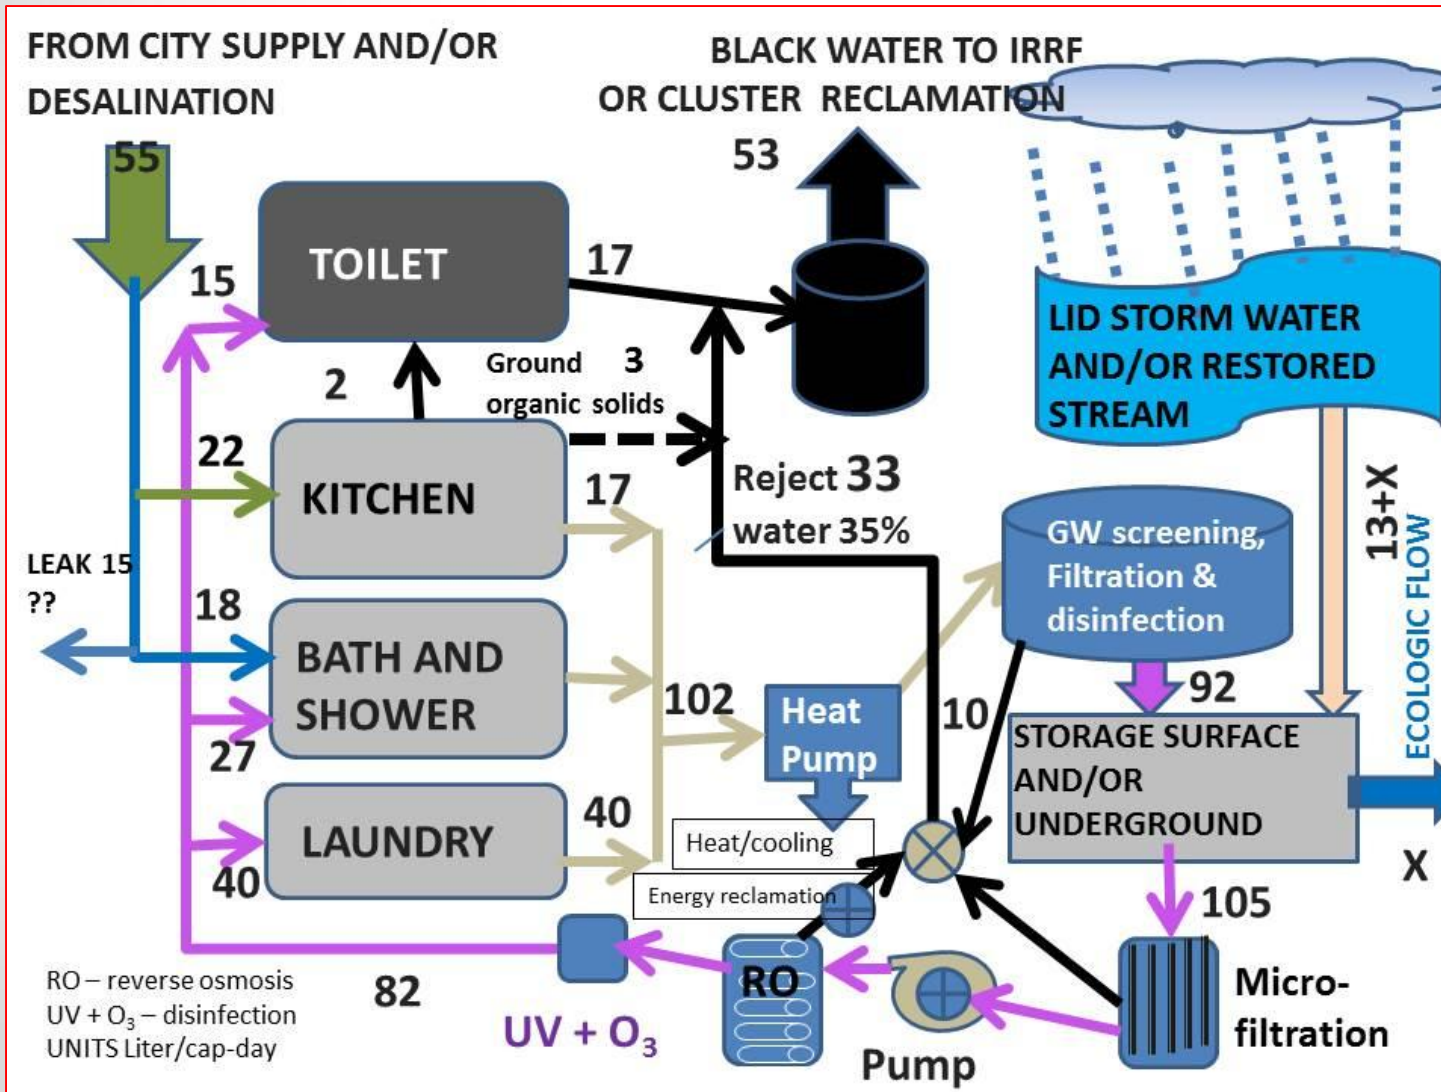 FROM CITY SUPPLY AND/OR
DESALINATION
55
BLACK WATER TO IRRF
OR CLUSTER RECLAMATION
53
15
TOILET
17
2
Ground 3
organic solids
LID STORM WATER
AND/OR RESTORED
STREAM
22
KITCHEN
17
Reject 33
water 35%
GW screening,
Filtration &
disinfection
13+X
ECOLOGIC FLOW
LEAK 15
??
18
BATH AND
SHOWER
27
102
Heat
Pump
10
92
STORAGE SURFACE
AND/OR
UNDERGROUND
X
LAUNDRY
40
40
Heat/cooling
Energy reclamation
105
82
UV + O₃
RO
Pump
Micro-
filtration
RO – reverse osmosis
UV + O₃ – disinfection
UNITS Liter/cap-day